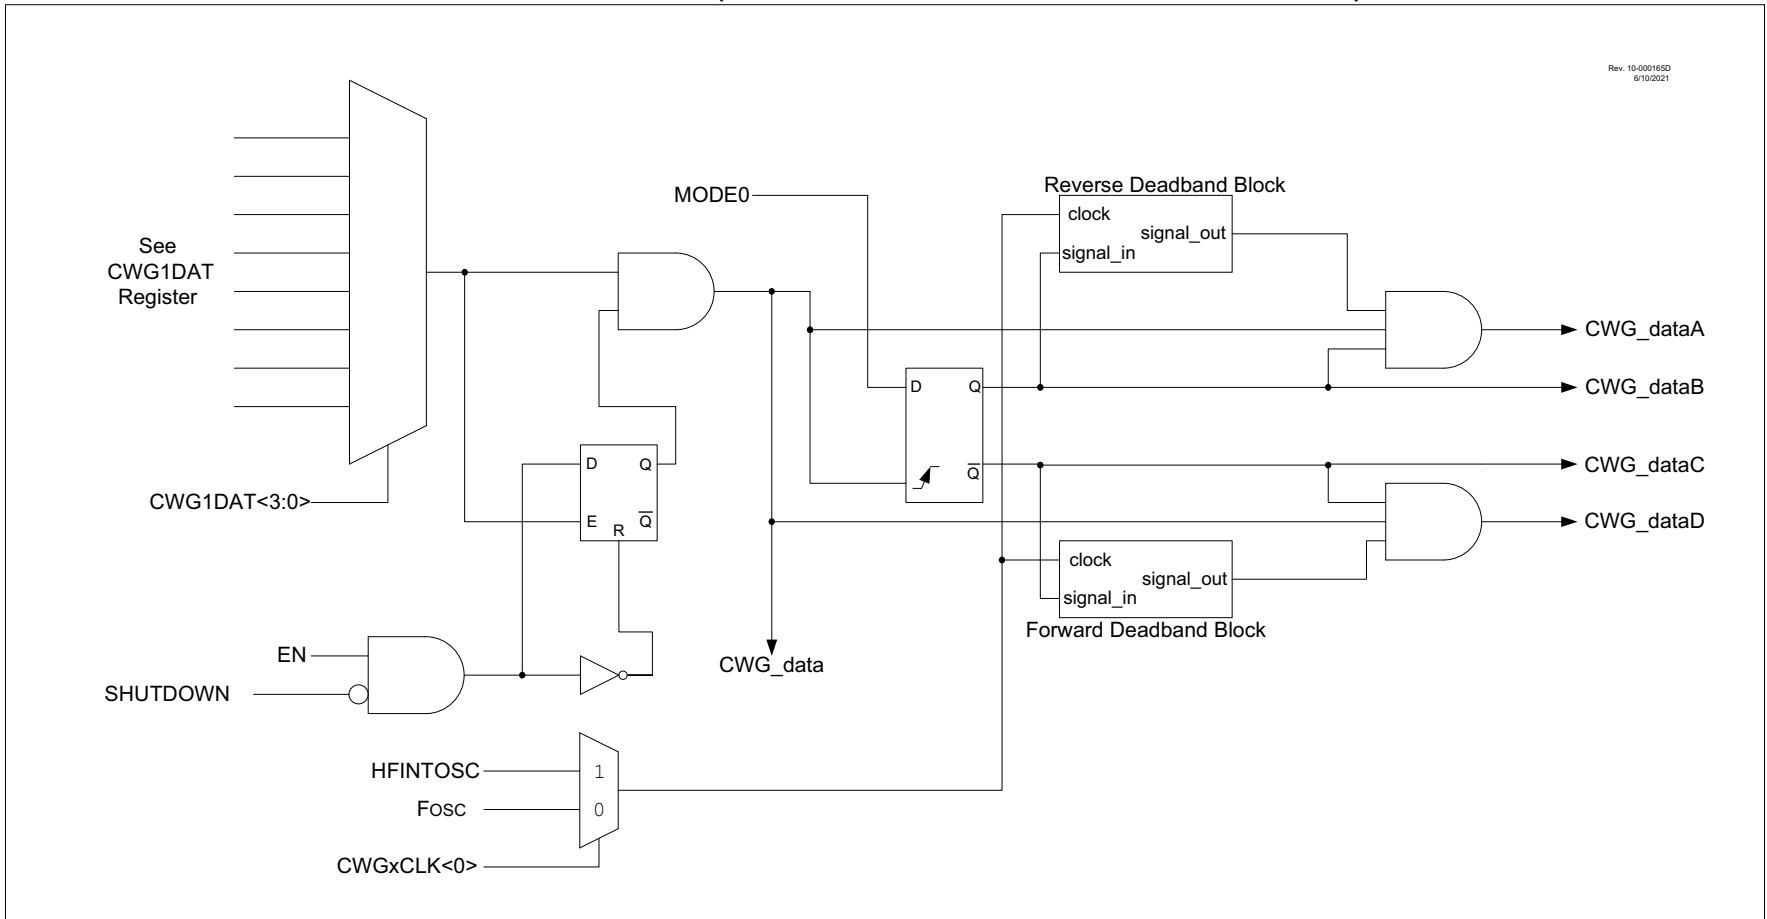 Rev. 10-000165D
6/10/2021
See
CWG1DAT
Register
CWG1DAT<3:0>
MODE0
Reverse Deadband Block
clock
signal_out
signal_in
CWG_dataA
D
Q
CWG_dataB
Q
CWG_dataC
D
Q
E
R
Q
CWG_dataD
clock
signal_out
signal_in
Forward Deadband Block
EN
SHUTDOWN
CWG_data
HFINTOSC
1
FOSC
0
CWGxCLK<0>